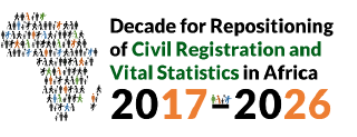 Decade for Repositioning
of Civil Registration and
Vital Statistics in Africa
2017-2026